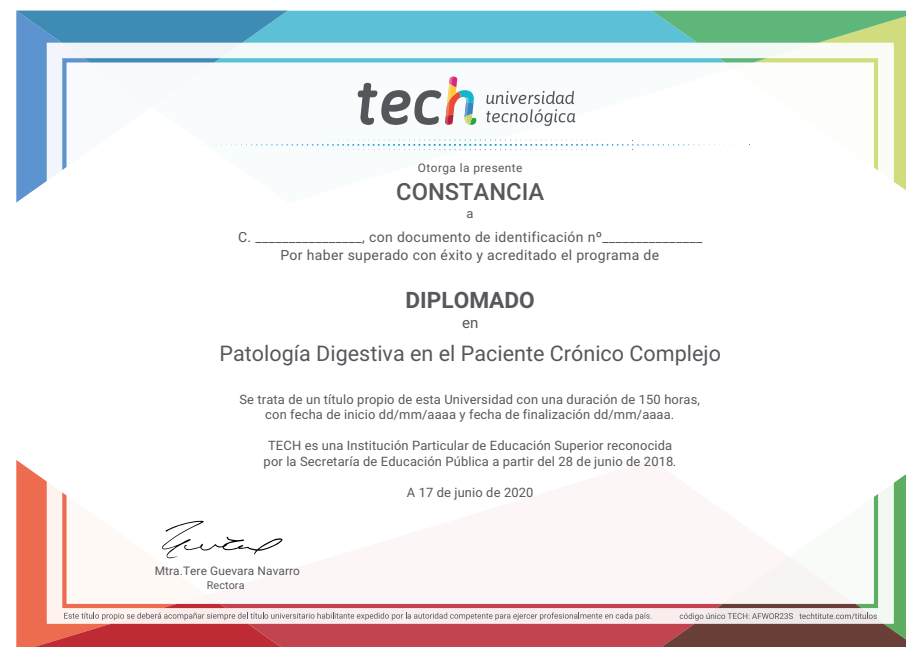 tech universidad
tecnológica
Otorga la presente
CONSTANCIA
a
C. ________________, con documento de identificación nº_______________
Por haber superado con éxito y acreditado el programa de
DIPLOMADO
en
Patología Digestiva en el Paciente Crónico Complejo
Se trata de un título propio de esta Universidad con una duración de 150 horas,
con fecha de inicio dd/mm/aaaa y fecha de finalización dd/mm/aaaa.
TECH es una Institución Particular de Educación Superior reconocida
por la Secretaría de Educación Pública a partir del 28 de junio de 2018.
A 17 de junio de 2020
Mtra.Tere Guevara Navarro
Rectora
Este título propio se deberá acompañar siempre del título universitario habilitante expedido por la autoridad competente para ejercer profesionalmente en cada país. código único TECH: AFWOR23S techtitute.com/titulos